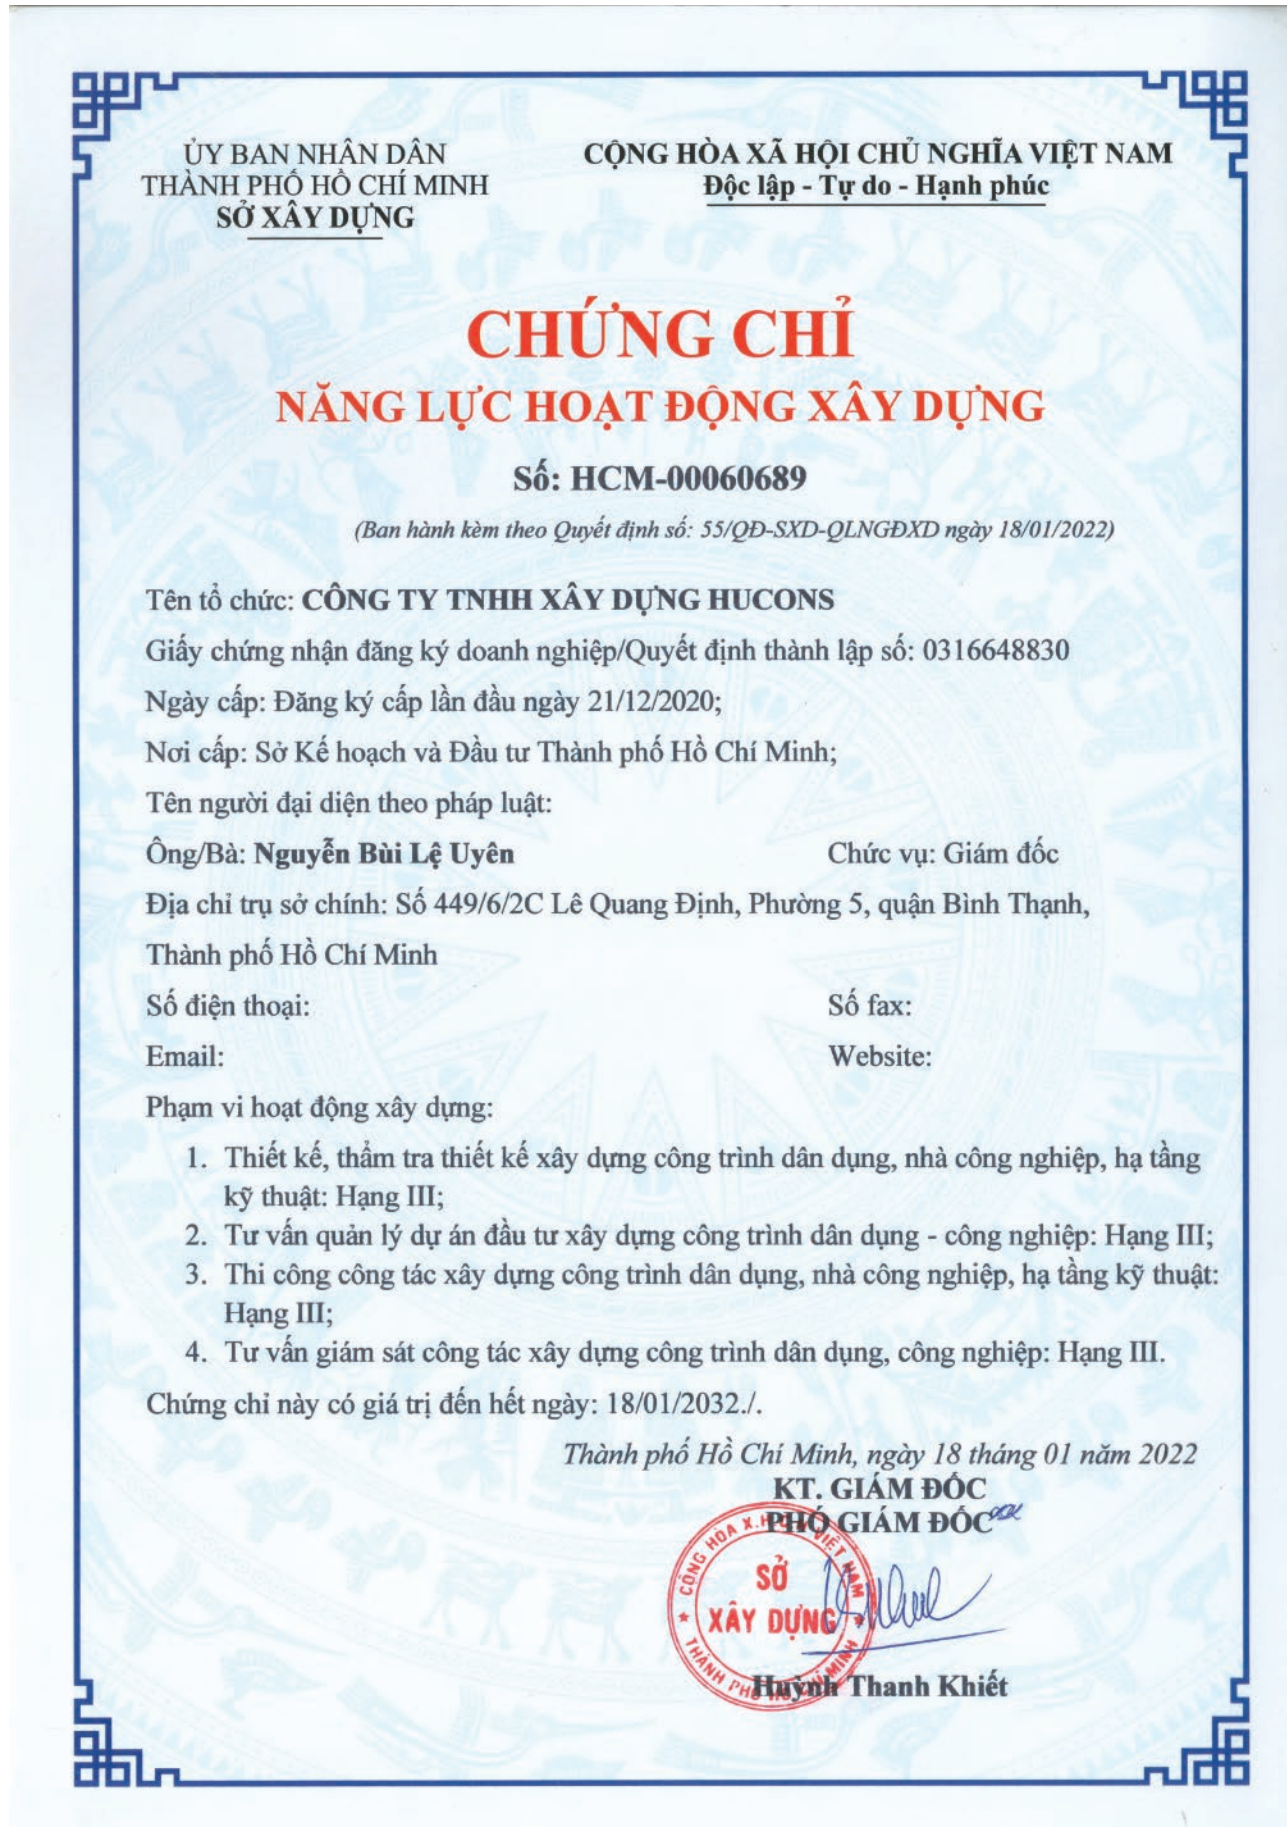 ỦY BAN NHÂN DÂN
THÀNH PHỐ HỒ CHÍ MINH
SỞ XÂY DỰNG
CỘNG HÒA XÃ HỘI CHỦ NGHĨA VIỆT NAM
Độc lập - Tự do - Hạnh phúc
CHỨNG CHỈ
NĂNG LỰC HOẠT ĐỘNG XÂY DỰNG
Số: HCM-00060689
(Ban hành kèm theo Quyết định số: 55/QĐ-SXD-QLNGĐXD ngày 18/01/2022)
Tên tổ chức: CÔNG TY TNHH XÂY DỰNG HUCONS
Giấy chứng nhận đăng ký doanh nghiệp/Quyết định thành lập số: 0316648830
Ngày cấp: Đăng ký cấp lần đầu ngày 21/12/2020;
Nơi cấp: Sở Kế hoạch và Đầu tư Thành phố Hồ Chí Minh;
Tên người đại diện theo pháp luật:
Ông/Bà: Nguyễn Bùi Lệ Uyên Chức vụ: Giám đốc
Địa chỉ trụ sở chính: Số 449/6/2C Lê Quang Định, Phường 5, quận Bình Thạnh,
Thành phố Hồ Chí Minh
Số điện thoại: Số fax:
Email: Website:
Phạm vi hoạt động xây dựng:
1. Thiết kế, thẩm tra thiết kế xây dựng công trình dân dụng, nhà công nghiệp, hạ tầng
kỹ thuật: Hạng III;
2. Tư vấn quản lý dự án đầu tư xây dựng công trình dân dụng - công nghiệp: Hạng III;
3. Thi công công tác xây dựng công trình dân dụng, nhà công nghiệp, hạ tầng kỹ thuật:
Hạng III;
4. Tư vấn giám sát công tác xây dựng công trình dân dụng, công nghiệp: Hạng III.
Chứng chỉ này có giá trị đến hết ngày: 18/01/2032./.
Thành phố Hồ Chí Minh, ngày 18 tháng 01 năm 2022
KT. GIÁM ĐỐC
PHÓ GIÁM ĐỐC
CỘNG HÒA X.H.C.N VIỆT NAM
SỞ
XÂY DỰNG
THÀNH PHỐ HỒ CHÍ MINH
Huỳnh Thanh Khiết